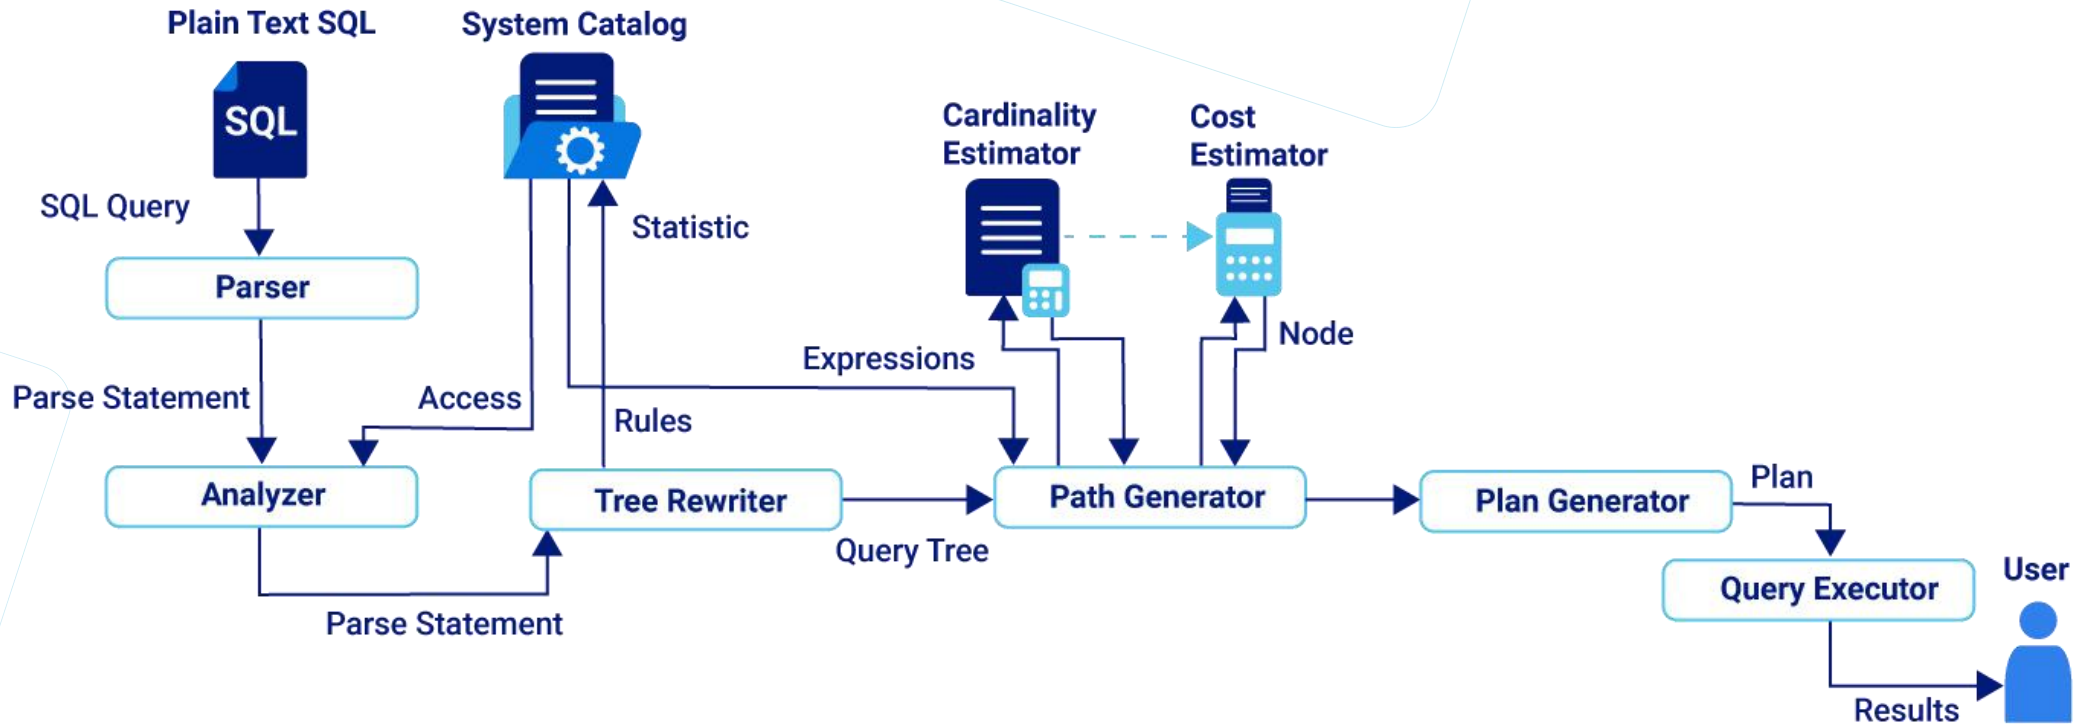 Plain Text SQL
System Catalog
SQL
Cardinality
Estimator
Cost
Estimator
SQL Query
Statistic
Parser
Node
Expressions
Parse Statement
Access
Rules
Analyzer
Tree Rewriter
Path Generator
Plan Generator
Plan
Query Tree
Query Executor
User
Parse Statement
Results